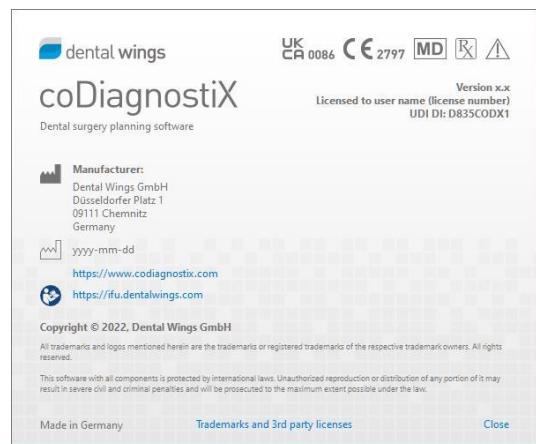 dental wings
UK CA 0086 CE 2797 MD Rx
coDiagnostiX
Dental surgery planning software
Version x.x
Licensed to user name (license number)
UDI DI: D835CODX1
Manufacturer:
Dental Wings GmbH
Düsseldorfer Platz 1
09111 Chemnitz
Germany
yyyy-mm-dd
https://www.codiagnostix.com
https://ifu.dentalwings.com
Copyright © 2022, Dental Wings GmbH
All trademarks and logos mentioned herein are the trademarks or registered trademarks of the respective trademark owners. All rights
reserved.
This software with all components is protected by international laws. Unauthorized reproduction or distribution of any portion of it may
result in severe civil and criminal penalties and will be prosecuted to the maximum extent possible under the law.
Made in Germany
Trademarks and 3rd party licenses
Close